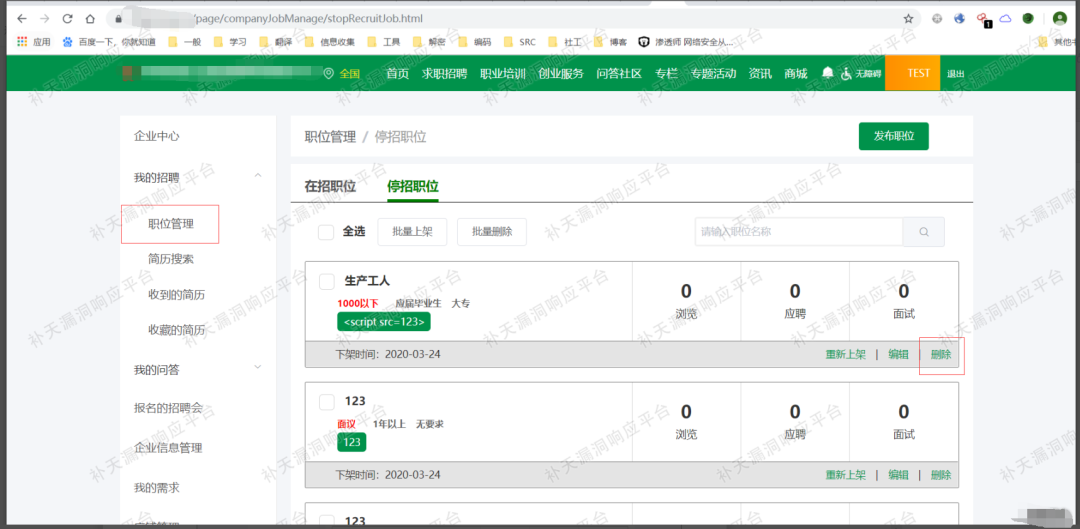 /page/companyJobManage/stopRecruitJob.html
1
应用 百度一下，你就知道 一般 学习 翻译 信息收集 工具 解密 编码 SRC 社工 博客 渗透师 网络安全从... 其他书
全国 首页 求职招聘 职业培训 创业服务 问答社区 专栏 专题活动 资讯 商城 无障碍 TEST 退出
企业中心
我的招聘
职位管理
简历搜索
收到的简历
收藏的简历
我的问答
报名的招聘会
企业信息管理
我的需求
职位管理 / 停招职位 发布职位
在招职位 停招职位
全选 批量上架 批量删除 请输入职位名称
生产工人
1000以下 应届毕业生 大专
<script src=123>
0 0 0
浏览 应聘 面试
下架时间：2020-03-24 重新上架 | 编辑 | 删除
123
面议 1年以上 无要求
123
0 0 0
浏览 应聘 面试
下架时间：2020-03-24 重新上架 | 编辑 | 删除
123
补天漏洞响应平台